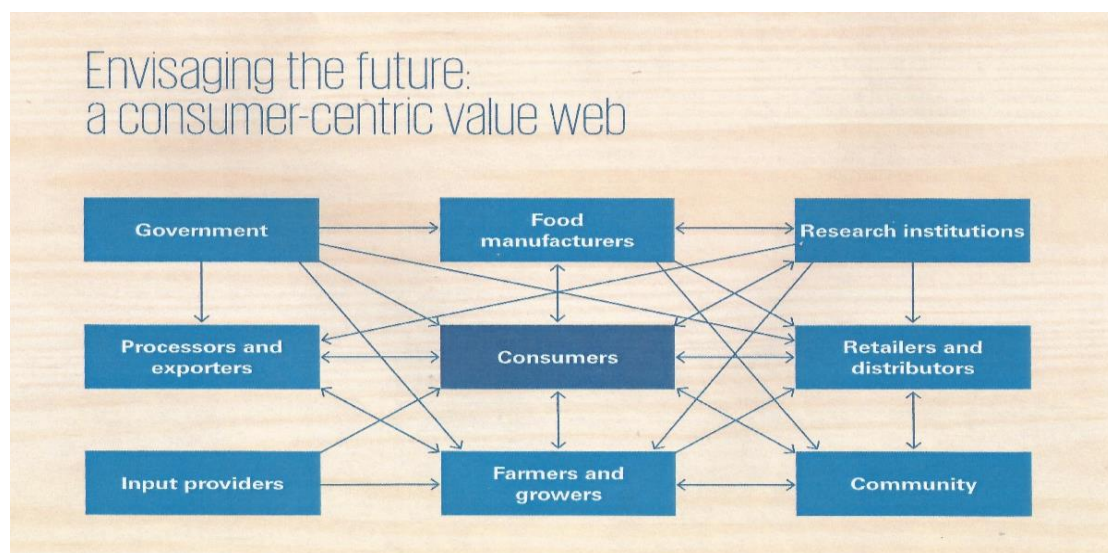 Envisaging the future:
a consumer-centric value web
Government
Food
manufacturers
Research institutions
Processors and
exporters
Consumers
Retailers and
distributors
Input providers
Farmers and
growers
Community